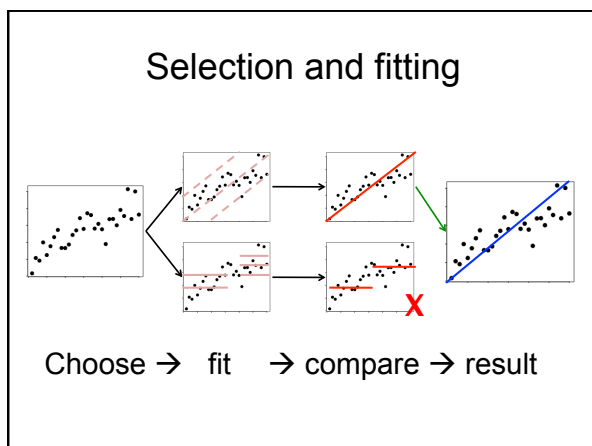 Selection and fitting
X
Choose → fit → compare → result